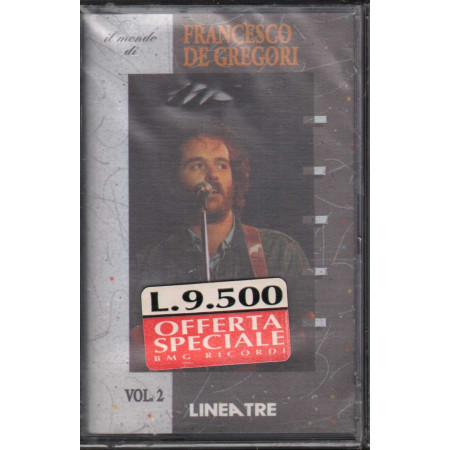 il mondo
di
FRANCESCO
DE GREGORI
L.9.500
OFFERTA
SPECIALE
BMG RICORDI
VOL. 2
LINEATRE